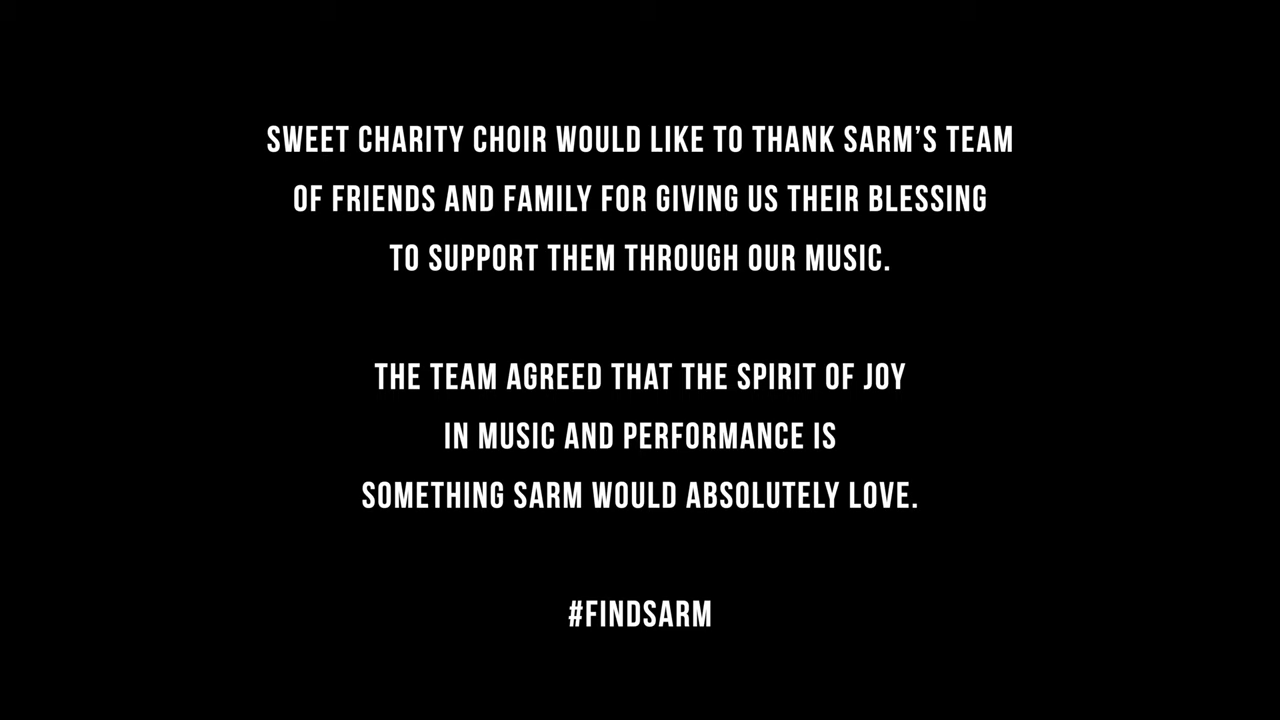 SWEET CHARITY CHOIR WOULD LIKE TO THANK SARM’S TEAM
OF FRIENDS AND FAMILY FOR GIVING US THEIR BLESSING
TO SUPPORT THEM THROUGH OUR MUSIC.
THE TEAM AGREED THAT THE SPIRIT OF JOY
IN MUSIC AND PERFORMANCE IS
SOMETHING SARM WOULD ABSOLUTELY LOVE.
#FINDSARM